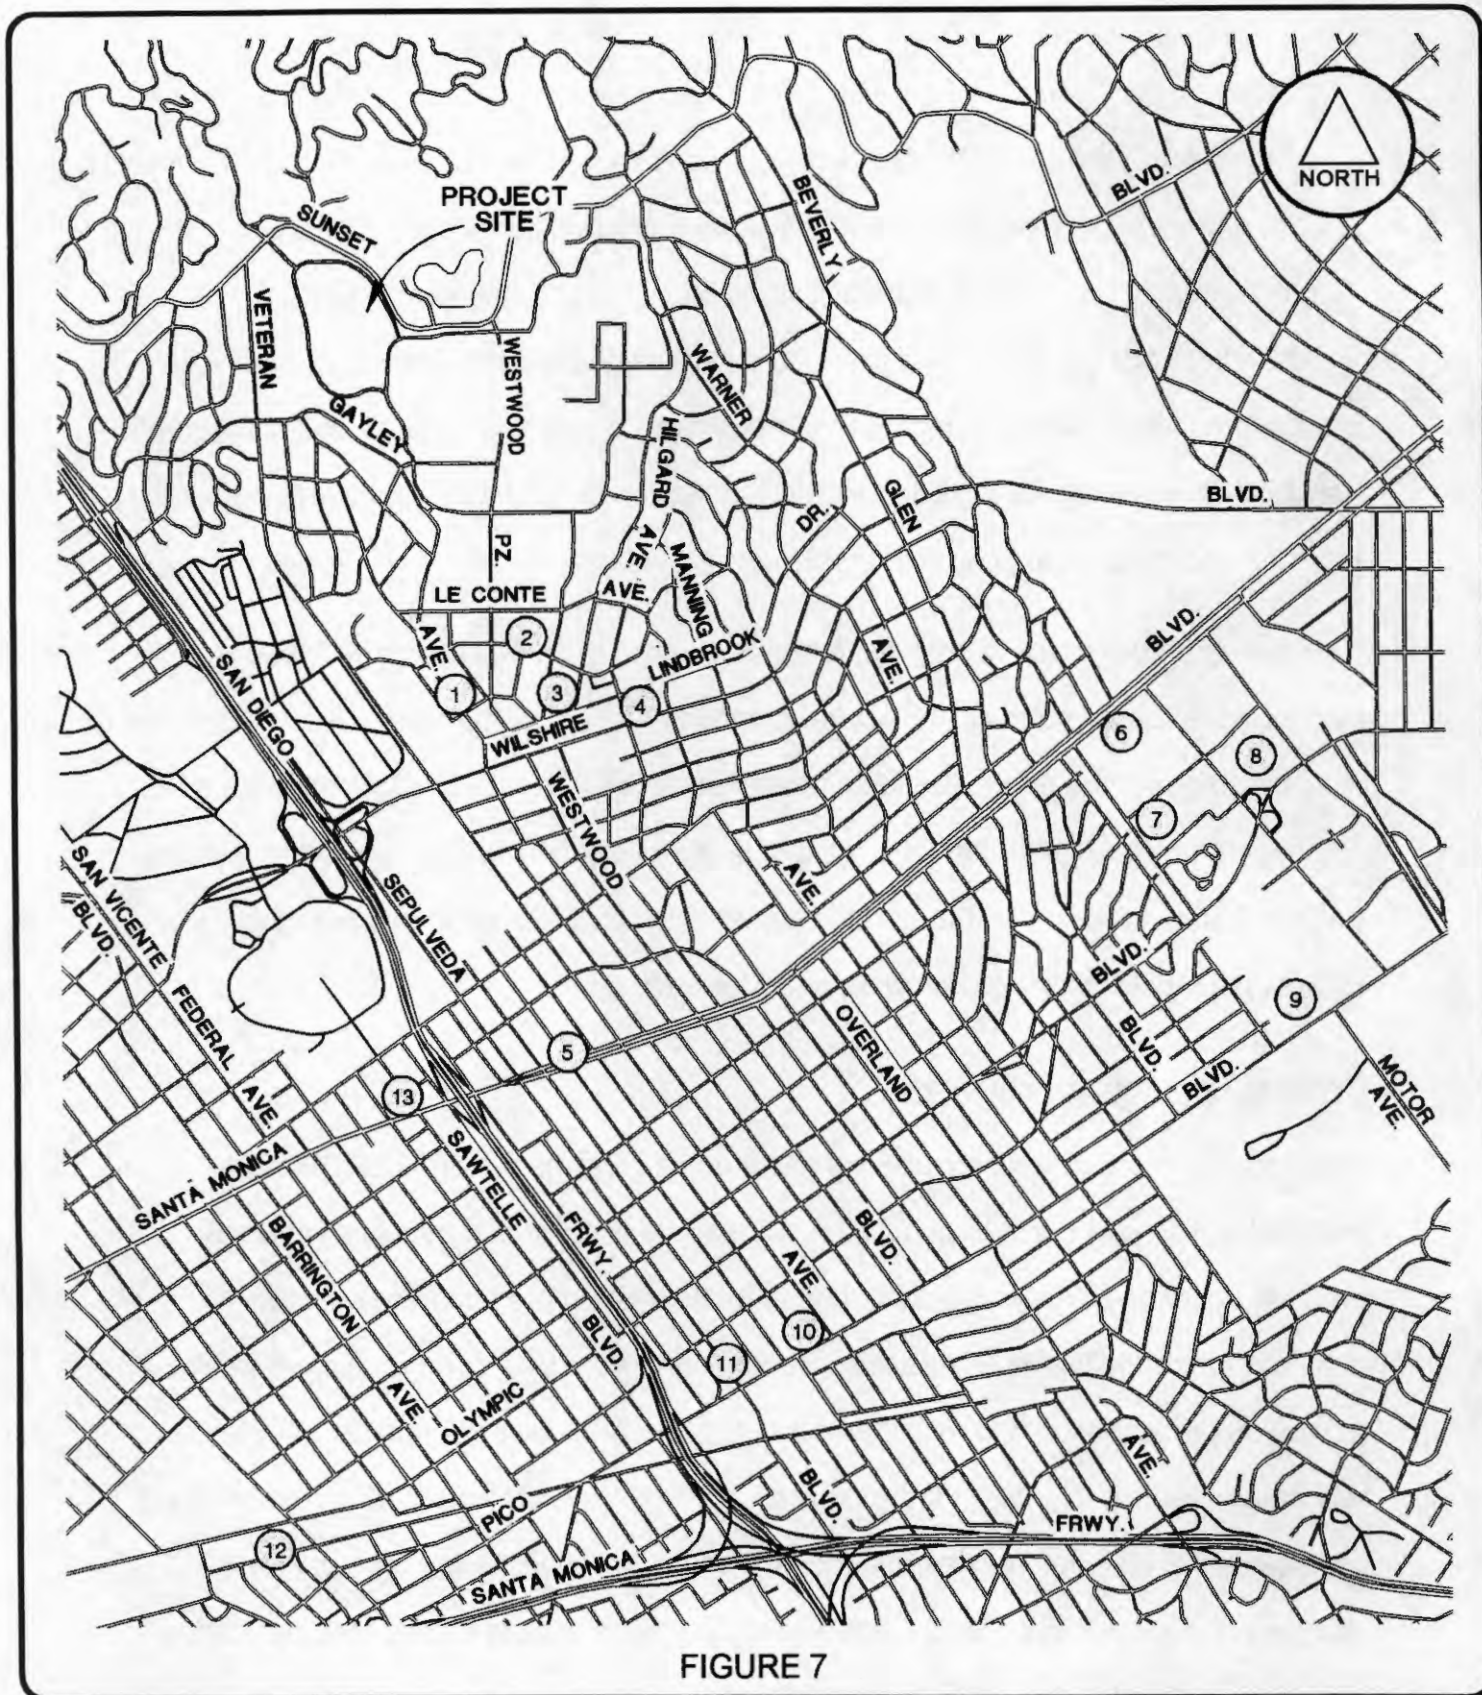 NORTH
PROJECT
SITE
SUNSET
BEVERLY
BLVD.
VETERAN
WESTWOOD
WARNER
GAYLEY
HILGARD
GLEN
BLVD.
DR.
PZ.
AVE.
MANNING
LE CONTE
AVE.
BLVD.
AVE.
2
LINDBROOK
AVE.
SAN DIEGO
1
3
4
WILSHIRE
6
8
WESTWOOD
7
SAN VICENTE
BLVD.
SEPULVEDA
AVE.
BLVD.
FEDERAL
AVE.
9
OVERLAND
BLVD.
BLVD.
5
MOTOR
AVE.
13
SANTA MONICA
SAWTELLE
BARRINGTON
FRWY.
BLVD.
AVE.
BLVD.
10
11
AVE.
OLYMPIC
AVE.
BLVD.
PICO
FRWY.
12
SANTA MONICA
FIGURE 7